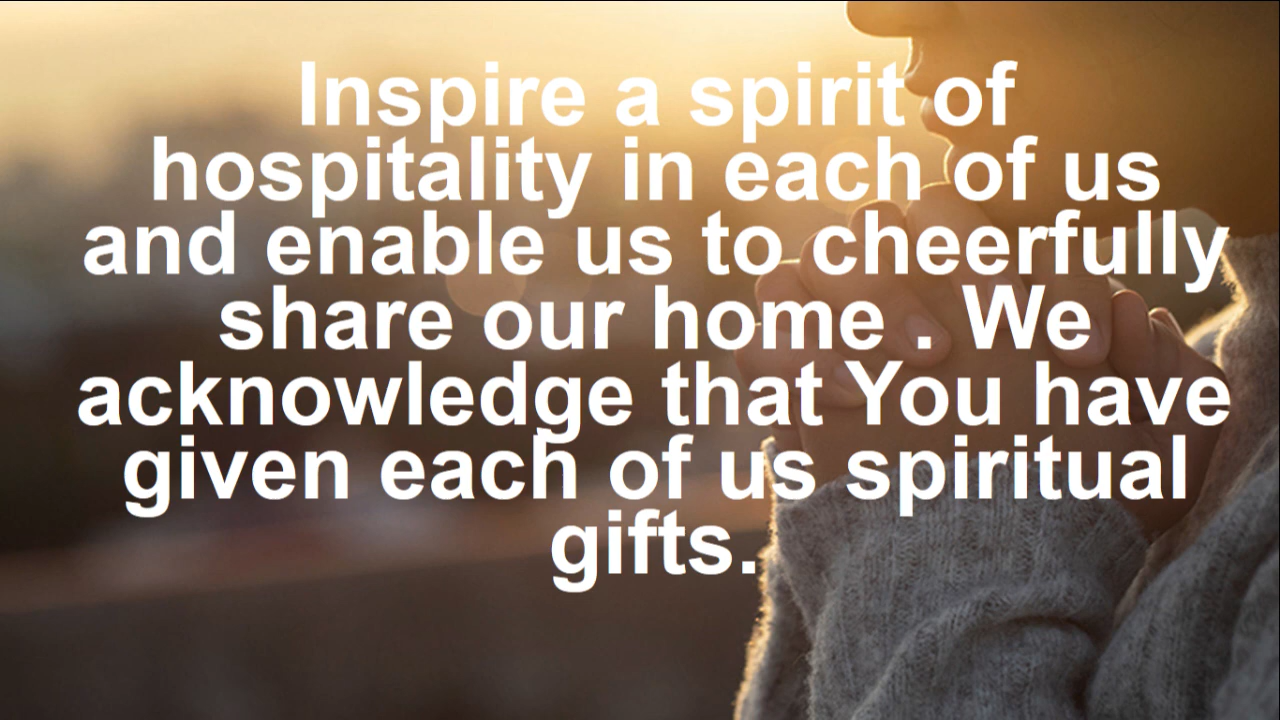 Inspire a spirit of
hospitality in each of us
and enable us to cheerfully
share our home . We
acknowledge that You have
given each of us spiritual
gifts.